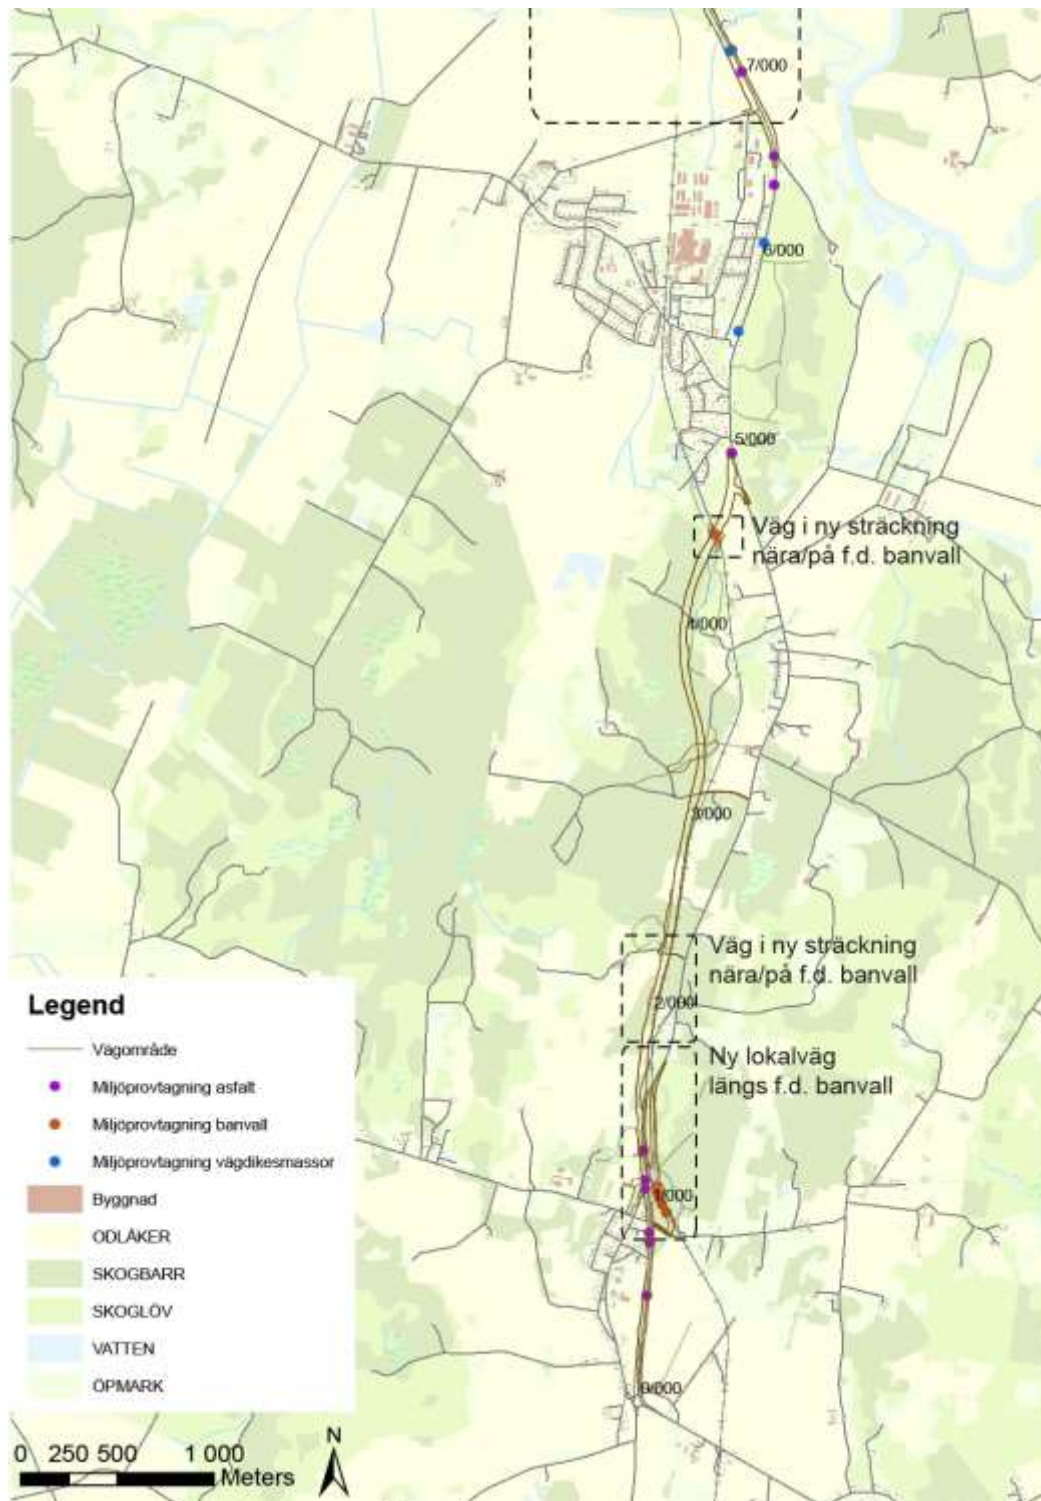 7/000
6/000
5/000
Väg i ny sträckning
nära/på f.d. banvall
4/000
3/000
Väg i ny sträckning
nära/på f.d. banvall
2/000
Ny lokalväg
längs f.d. banvall
1/000
0/000
Legend
Vägområde
Miljöprovtagning asfalt
Miljöprovtagning banvall
Miljöprovtagning vägdikesmassor
Byggnad
ODLÅKER
SKOGBARR
SKOGLÖV
VATTEN
ÖPMARK
0 250 500 1 000
Meters
N